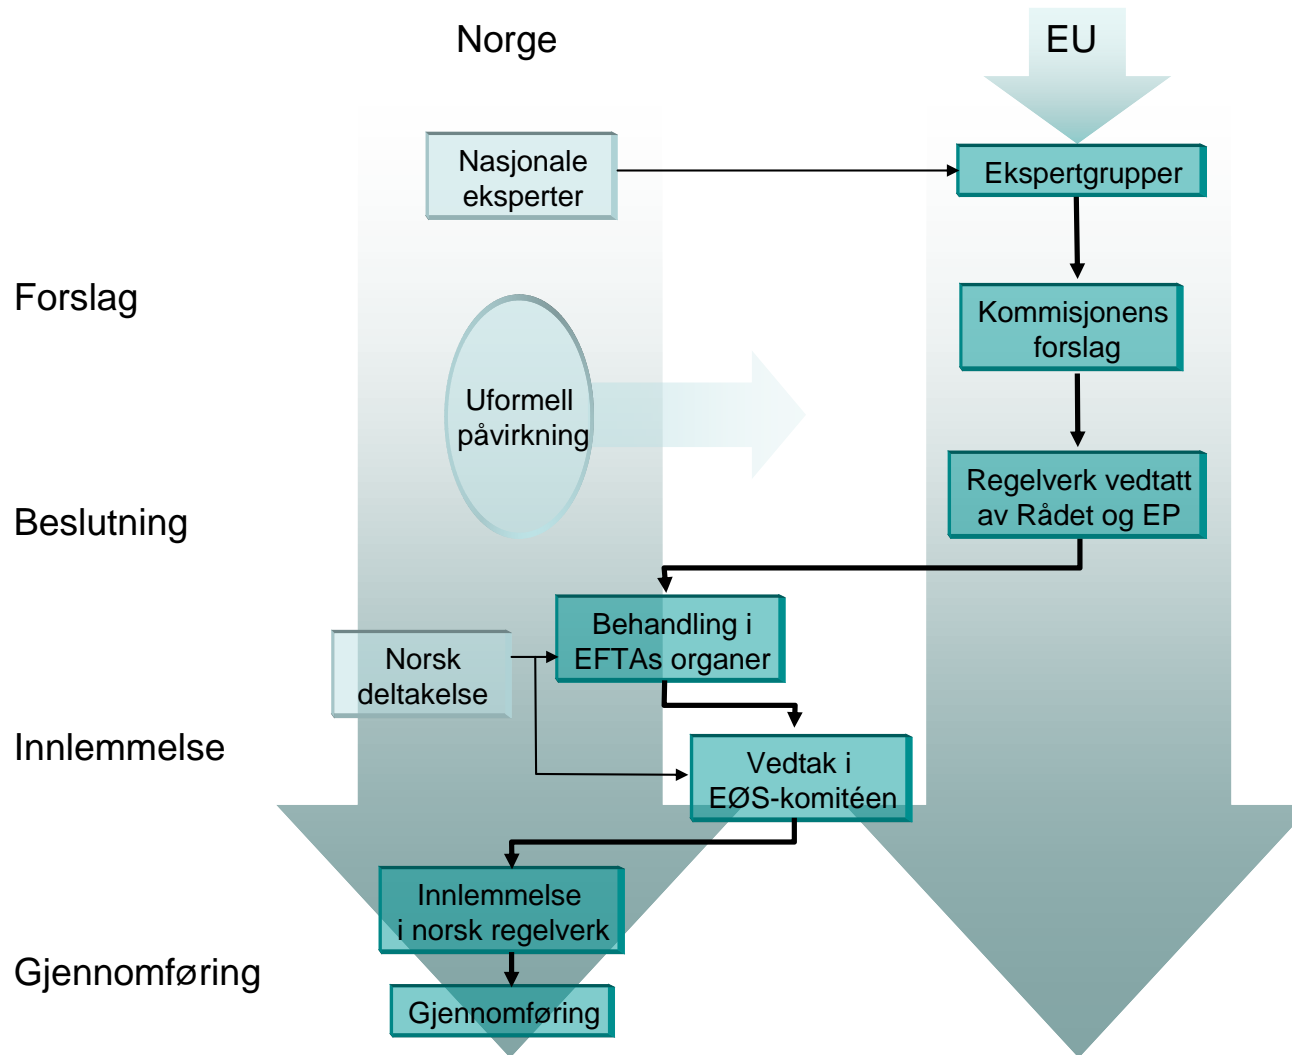 Norge
EU
Nasjonale
eksperter
Ekspertgrupper
Forslag
Kommisjonens
forslag
Uformell
påvirkning
Regelverk vedtatt
av Rådet og EP
Beslutning
Behandling i
EFTAs organer
Norsk
deltakelse
Innlemmelse
Vedtak i
EØS-komitéen
Innlemmelse
i norsk regelverk
Gjennomføring
Gjennomføring